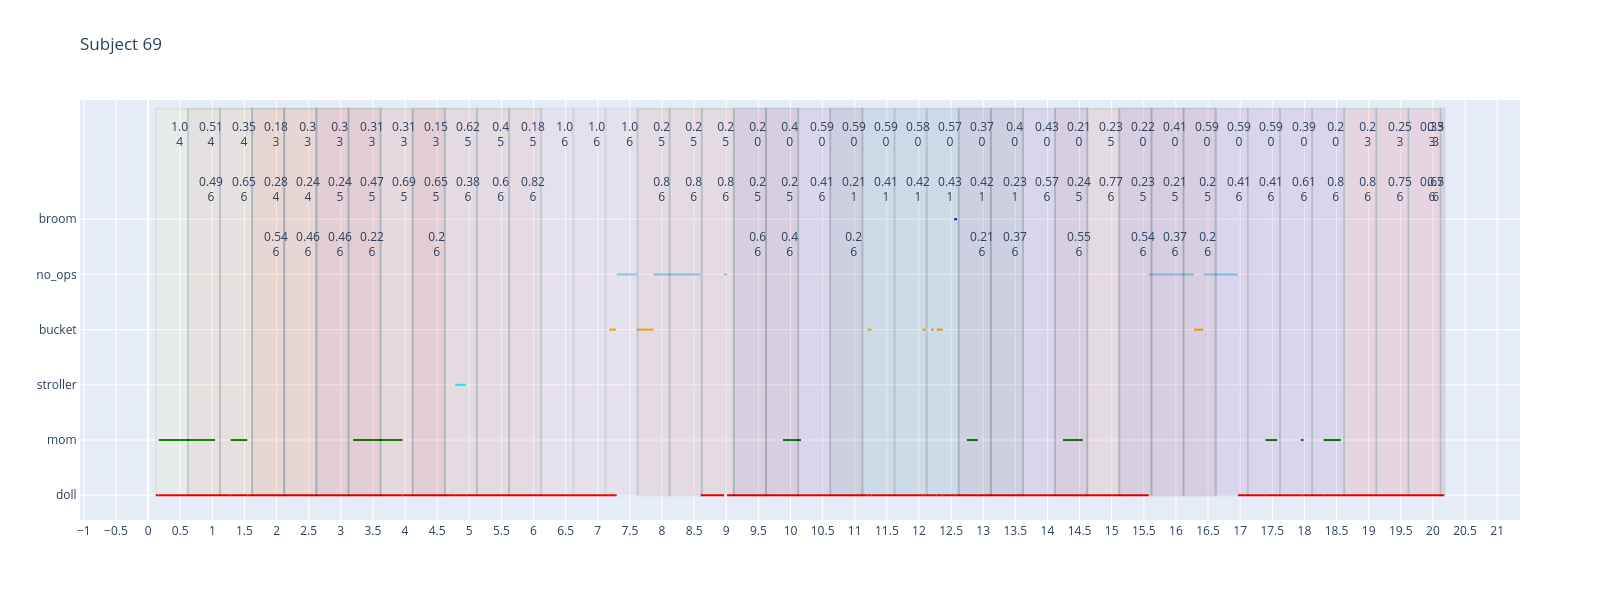 Subject 69
1.0 0.51 0.35 0.18 0.3 0.3 0.31 0.31 0.15 0.62 0.4 0.18 1.0 1.0 1.0 0.2 0.2 0.2 0.2 0.4 0.59 0.59 0.59 0.58 0.57 0.37 0.4 0.43 0.21 0.23 0.22 0.41 0.59 0.59 0.59 0.39 0.2 0.2 0.25
4 4 4 3 3 3 3 3 3 5 5 5 6 6 6 5 5 5 0 0 0 0 0 0 0 0 0 0 0 5 0 0 0 0 0 0 0 3 3
0.49 0.65 0.28 0.24 0.24 0.47 0.69 0.65 0.38 0.6 0.82 0.8 0.8 0.8 0.2 0.2 0.41 0.21 0.41 0.42 0.43 0.42 0.23 0.57 0.24 0.77 0.23 0.21 0.2 0.41 0.41 0.61 0.8 0.8 0.75
6 6 4 4 5 5 5 5 6 6 6 6 6 6 5 5 6 1 1 1 1 1 1 6 5 6 5 5 5 6 6 6 6 6 6
broom
0.54 0.46 0.46 0.22 0.2 0.6 0.4 0.2 0.21 0.37 0.55 0.54 0.37 0.2
6 6 6 6 6 6 6 6 6 6 6 6 6 6
no_ops
bucket
stroller
mom
doll
−1 −0.5 0 0.5 1 1.5 2 2.5 3 3.5 4 4.5 5 5.5 6 6.5 7 7.5 8 8.5 9 9.5 10 10.5 11 11.5 12 12.5 13 13.5 14 14.5 15 15.5 16 16.5 17 17.5 18 18.5 19 19.5 20 20.5 21